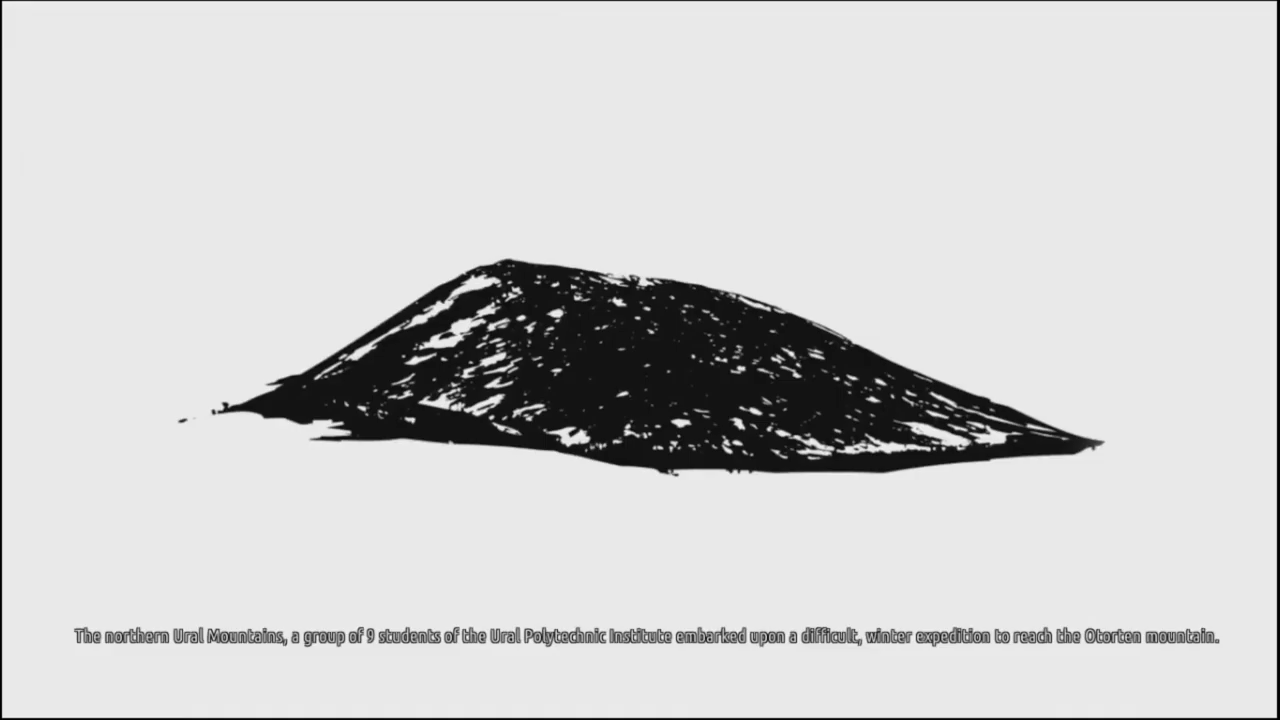 The northern Ural Mountains, a group of 9 students of the Ural Polytechnic Institute embarked upon a difficult, winter expedition to reach the Otorten mountain.